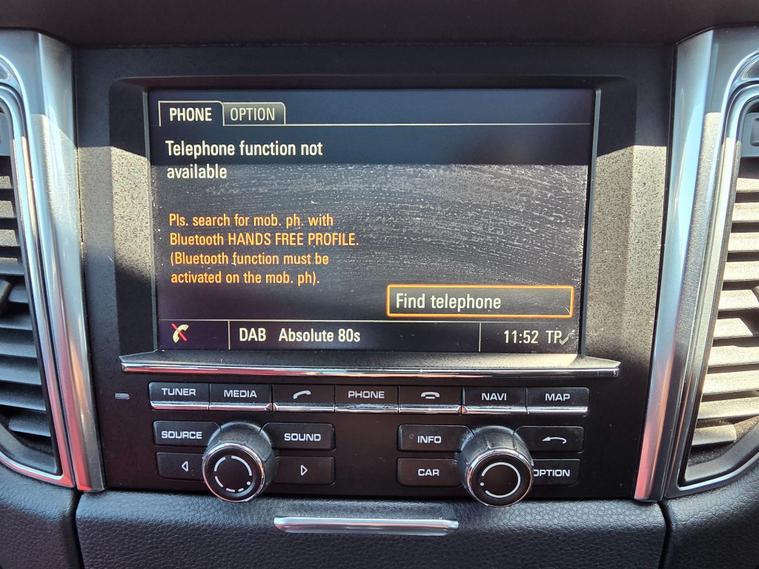 PHONE OPTION
Telephone function not
available
Pls. search for mob. ph. with
Bluetooth HANDS FREE PROFILE.
(Bluetooth function must be
activated on the mob. ph).
Find telephone
DAB Absolute 80s 11:52 TP
TUNER MEDIA PHONE NAVI MAP
SOURCE SOUND INFO
CAR OPTION